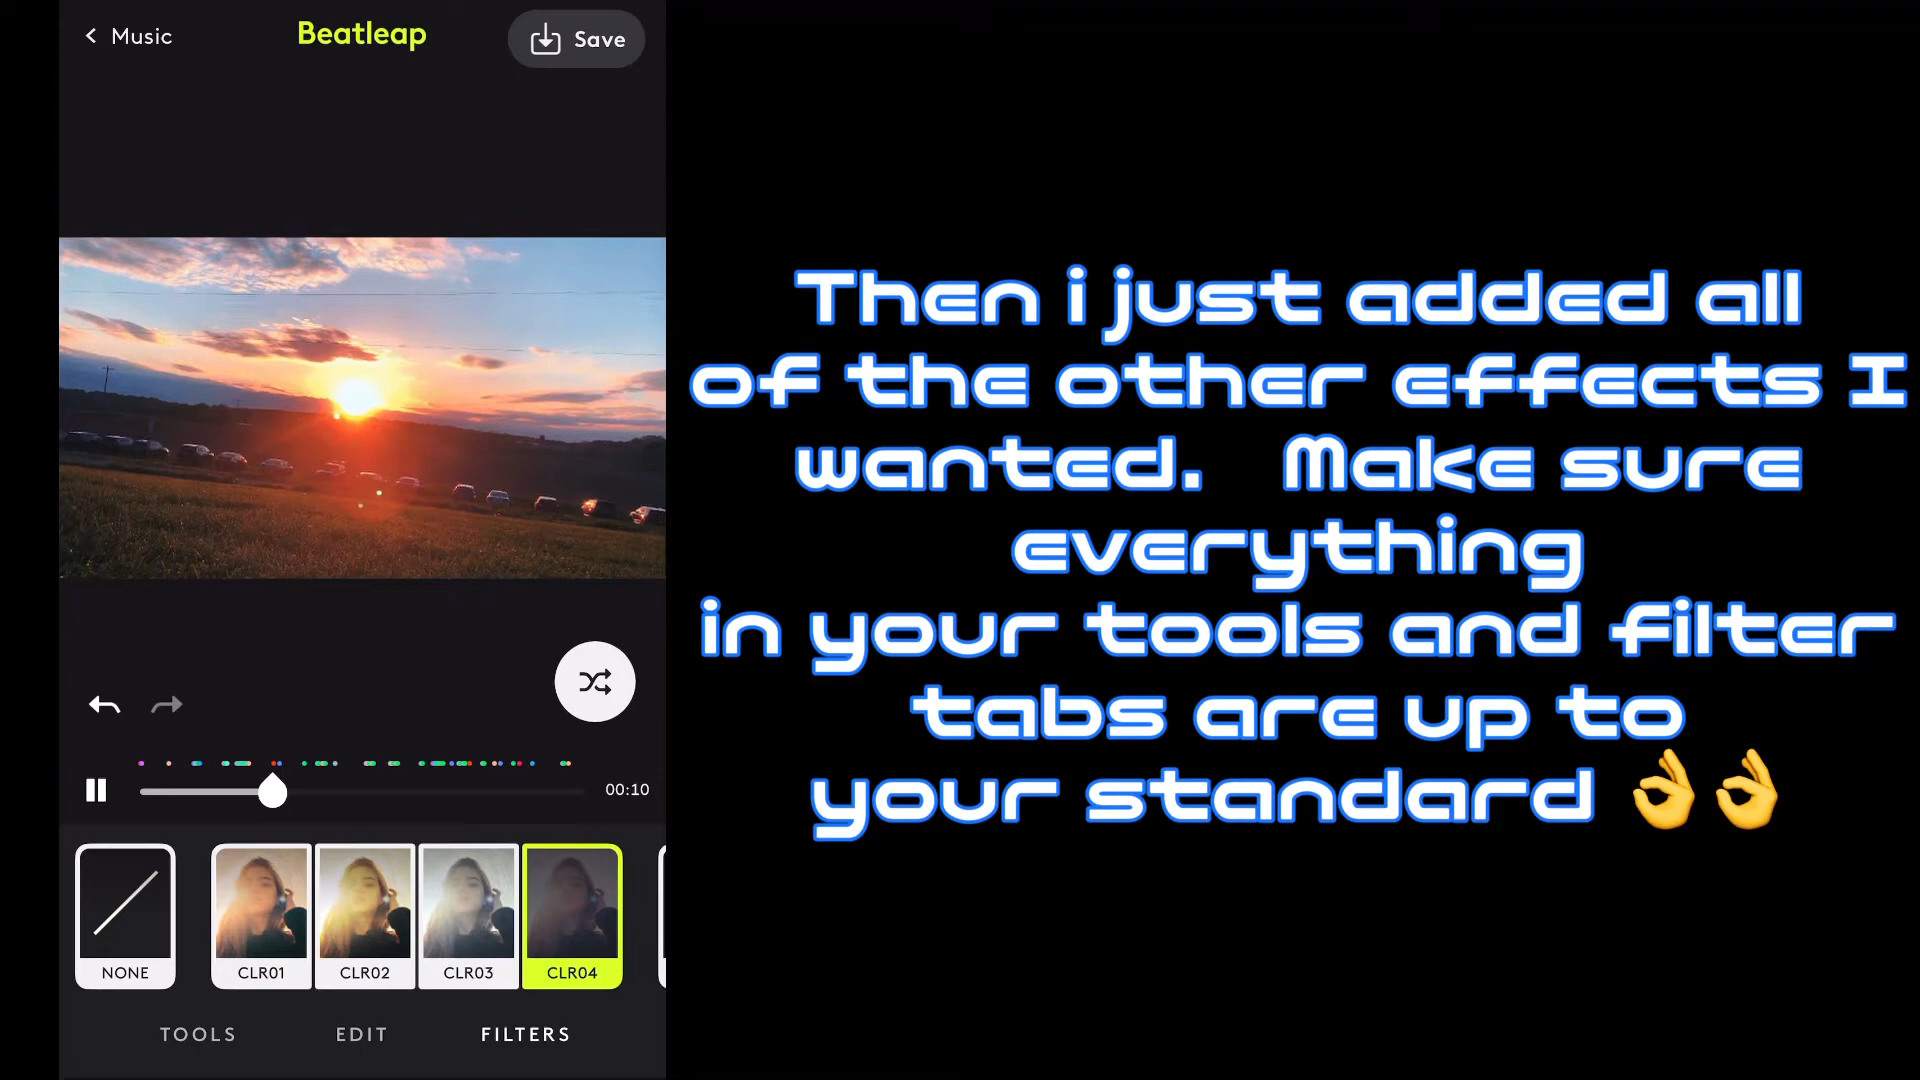 Music
Beatleap
Save
Then i just added all
of the other effects I
wanted. Make sure
everything
in your tools and filter
tabs are up to
your standard 👌👌
00:10
NONE
CLR01
CLR02
CLR03
CLR04
TOOLS
EDIT
FILTERS